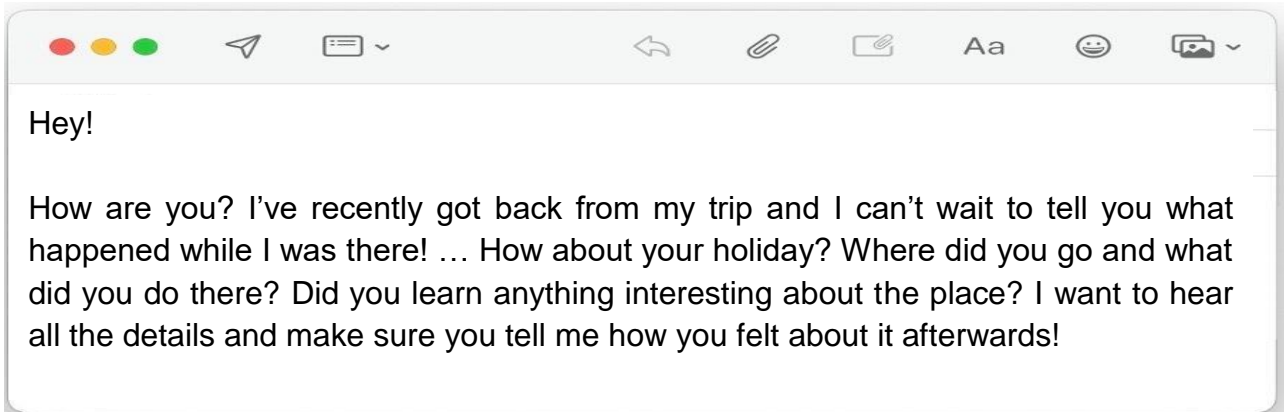 Aa
Hey!
How are you? I’ve recently got back from my trip and I can’t wait to tell you what
happened while I was there! … How about your holiday? Where did you go and what
did you do there? Did you learn anything interesting about the place? I want to hear
all the details and make sure you tell me how you felt about it afterwards!